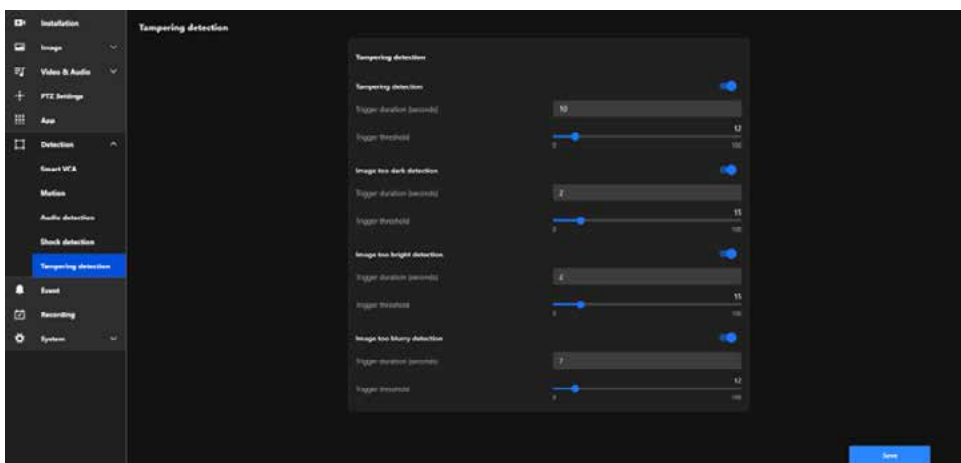 Installation
Image
Video & Audio
PTZ Settings
App
Detection
Smart VCA
Motion
Audio detection
Shock detection
Tampering detection
Event
Recording
System
Tampering detection
Tampering detection
Tampering detection
Trigger duration (seconds)
10
Trigger threshold
12
0 100
Image too dark detection
Trigger duration (seconds)
2
Trigger threshold
15
0 100
Image too bright detection
Trigger duration (seconds)
2
Trigger threshold
15
0 100
Image too blurry detection
Trigger duration (seconds)
7
Trigger threshold
12
0 100
Save